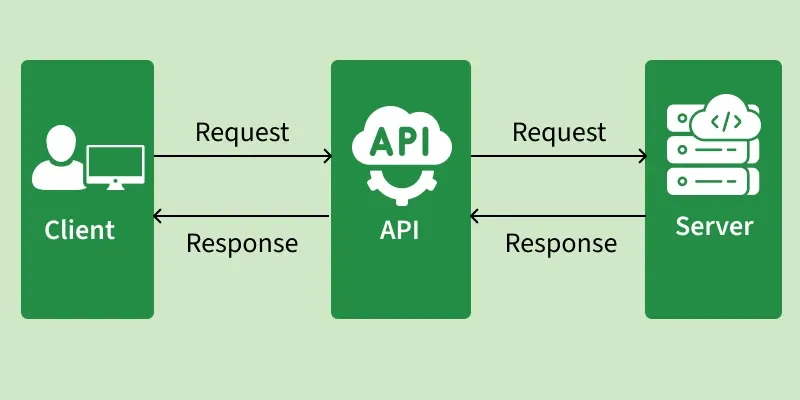 Request
Request
API
</>
Client
API
Server
Response
Response